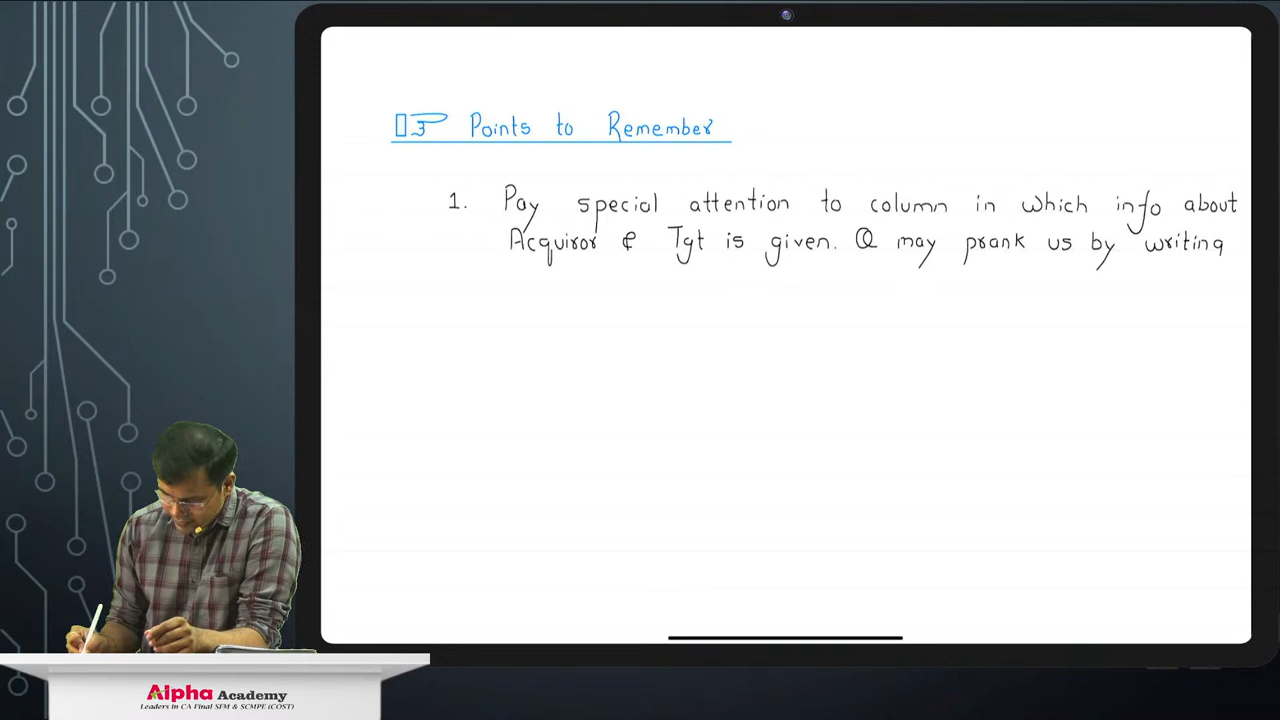 Points to Remember
1. Pay special attention to column in which info about
Acquiror & Tgt is given. Q may prank us by writing
Alpha Academy
Leaders in CA Final SFM & SCMPE (COST)